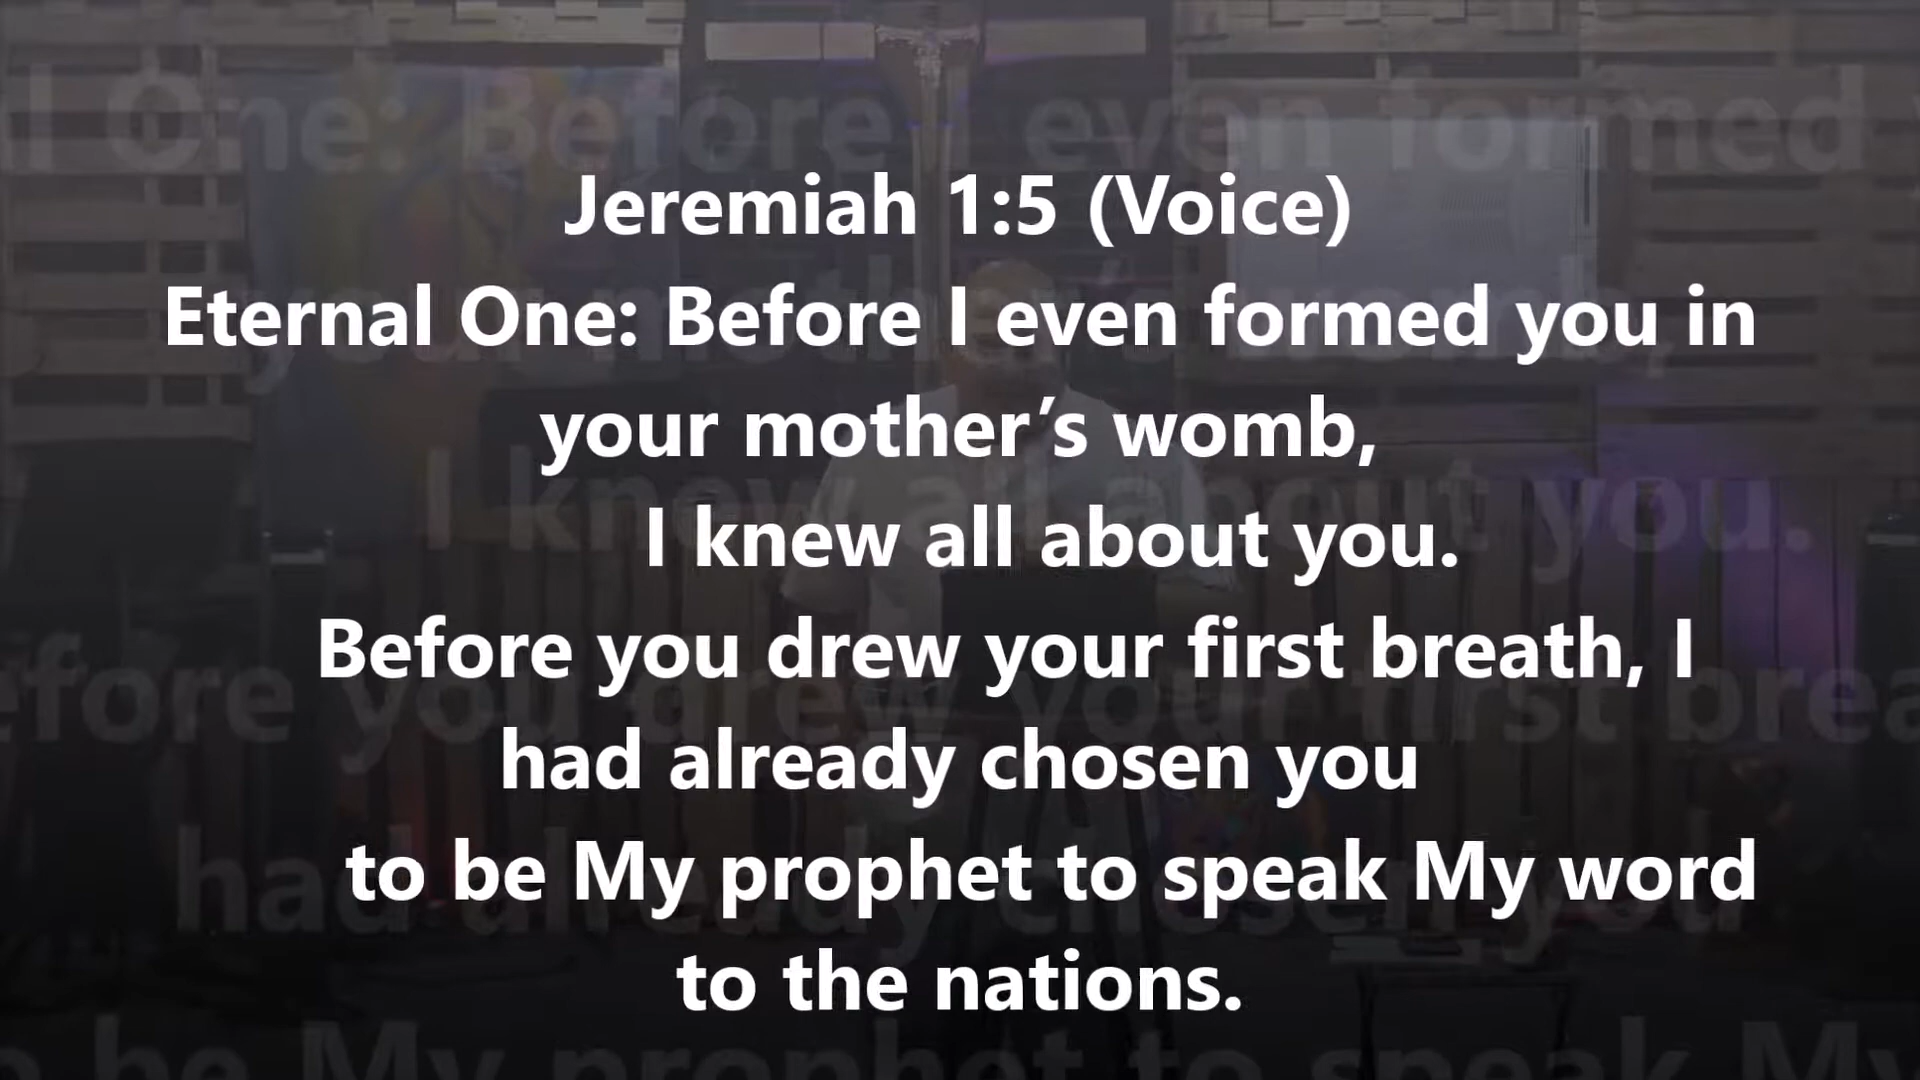 Jeremiah 1:5 (Voice)
Eternal One: Before I even formed you in
your mother’s womb,
I knew all about you.
Before you drew your first breath, I
had already chosen you
to be My prophet to speak My word
to the nations.